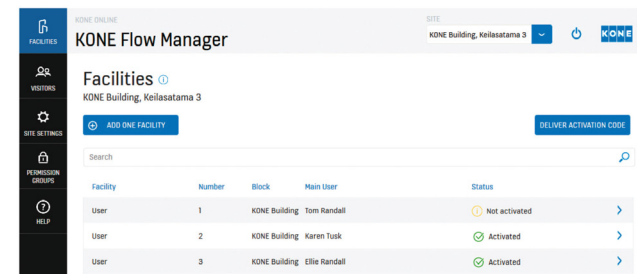 KONE ONLINE
KONE Flow Manager
SITE
KONE Building, Keilasatama 3
KONE
FACILITIES
VISITORS
SITE SETTINGS
PERMISSION
GROUPS
HELP
Facilities
KONE Building, Keilasatama 3
ADD ONE FACILITY
DELIVER ACTIVATION CODE
Search
Facility Number Block Main User Status
User 1 KONE Building Tom Randall Not activated
User 2 KONE Building Karen Tusk Activated
User 3 KONE Building Ellie Randall Activated